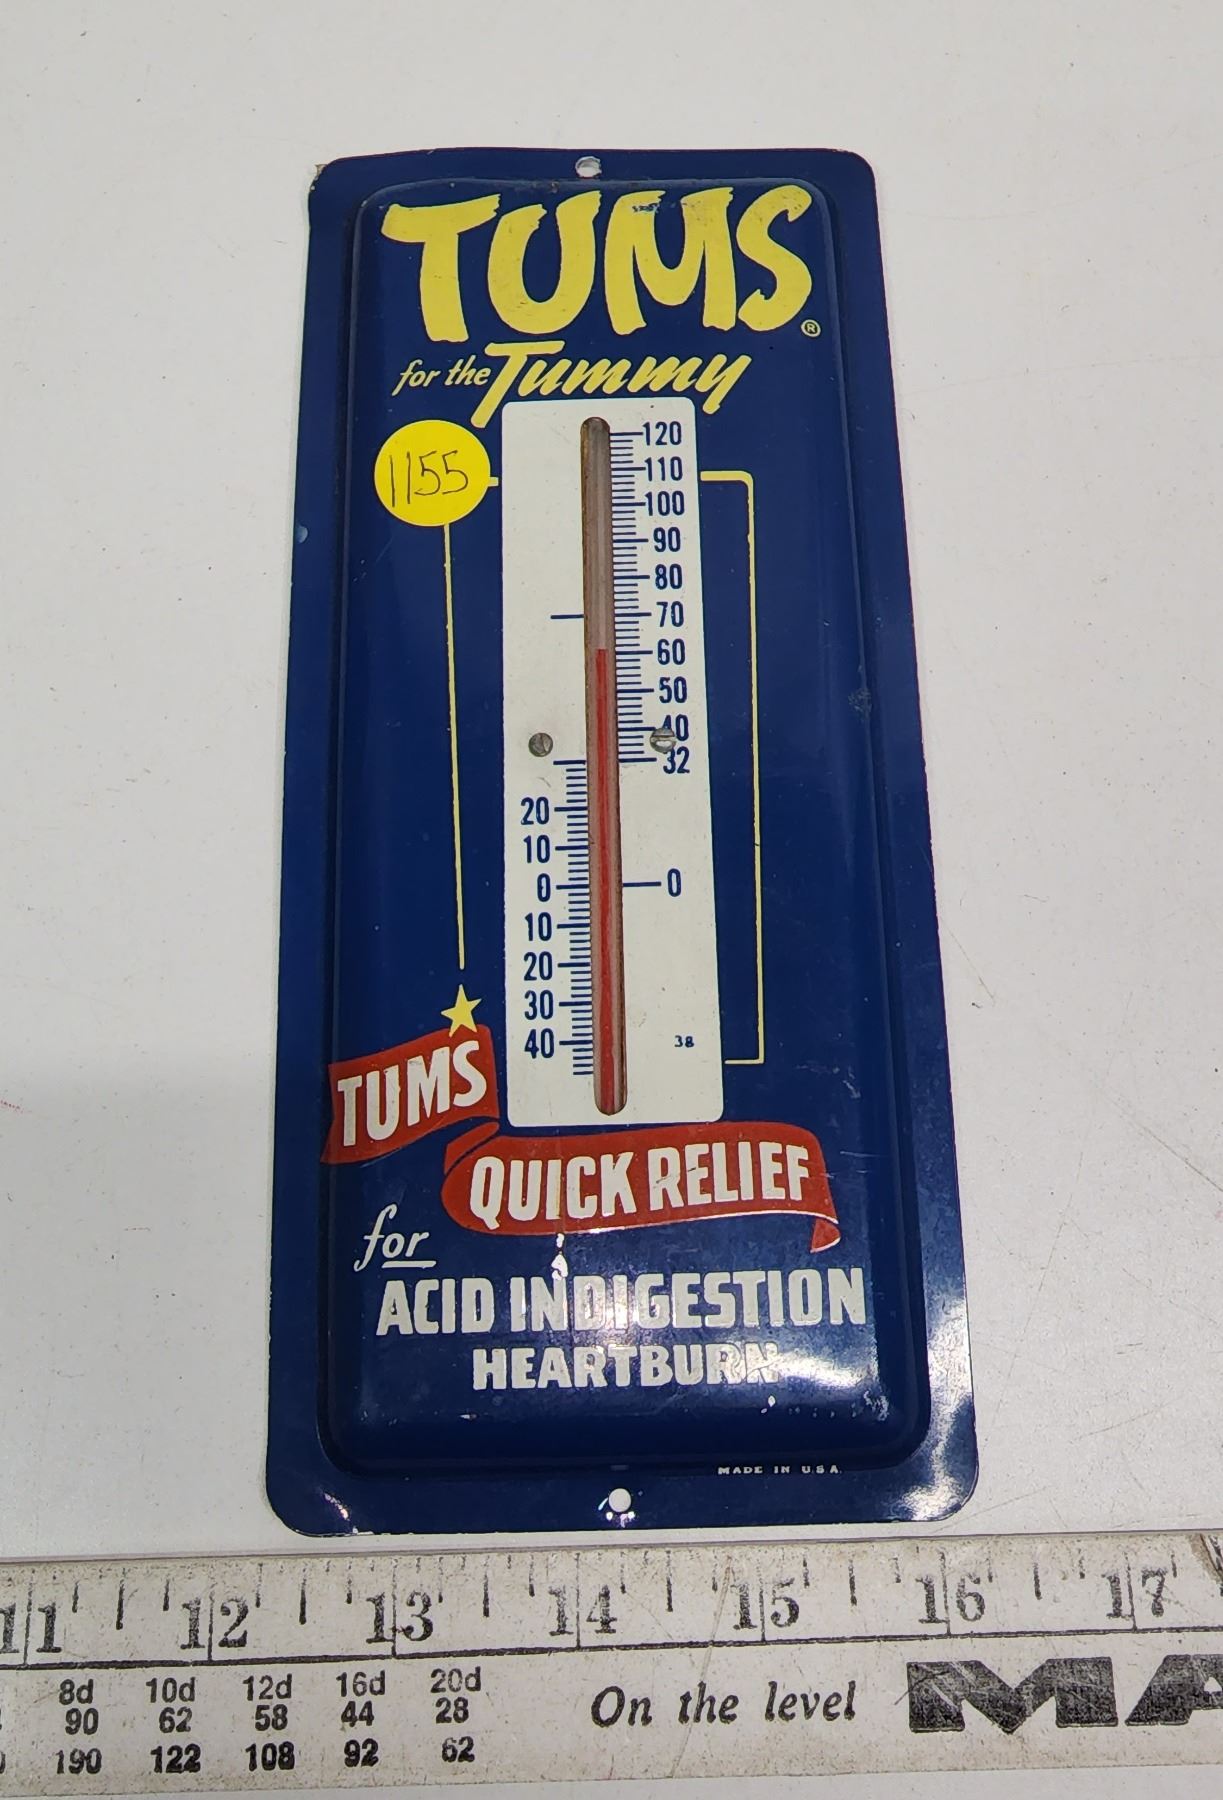 TUMS®
for the Tummy
1155
120
110
100
90
80
70
60
50
40
32
20
10
0 0
10
20
30
40
38
TUMS
QUICK RELIEF
for
ACID INDIGESTION
HEARTBURN
MADE IN U.S.A.
11 12 13 14 15 16 17
8d 10d 12d 16d 20d
90 62 58 44 28
190 122 108 92 62
On the level